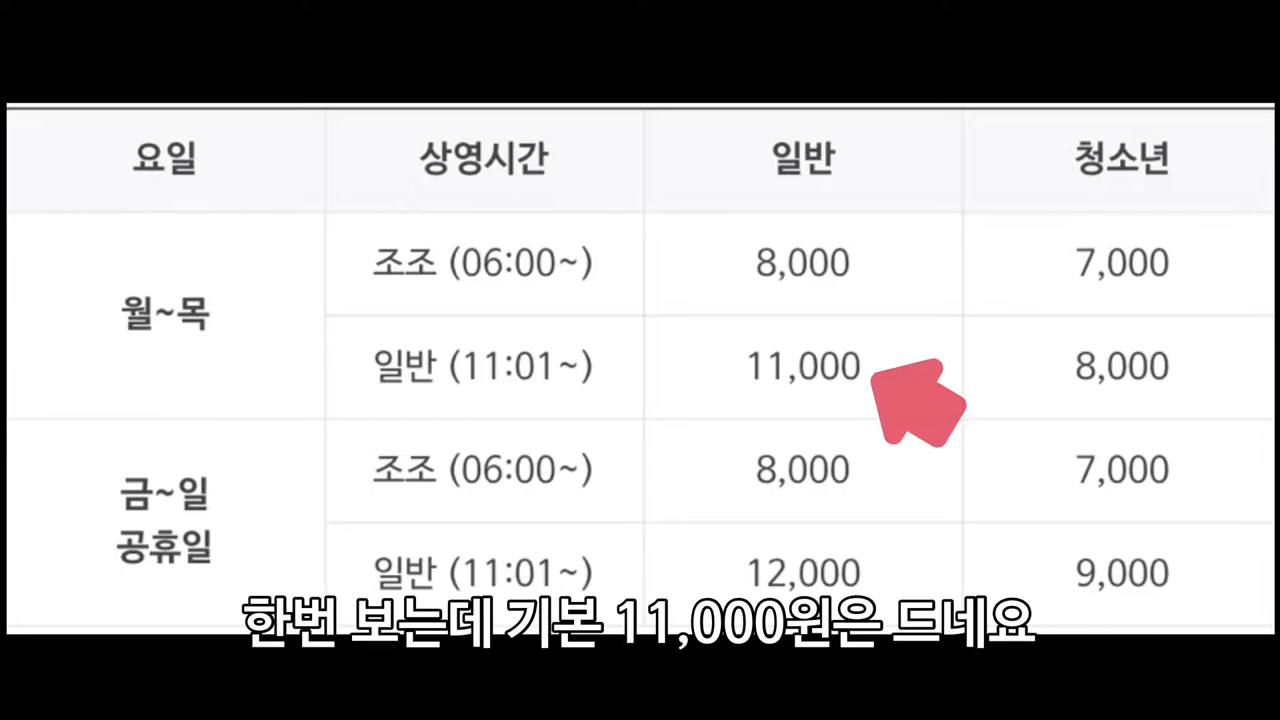 요일 상영시간 일반 청소년
월~목
조조 (06:00~) 8,000 7,000
일반 (11:01~) 11,000 8,000
금~일
공휴일
조조 (06:00~) 8,000 7,000
일반 (11:01~) 12,000 9,000
한번 보는데 기본 11,000원은 드네요